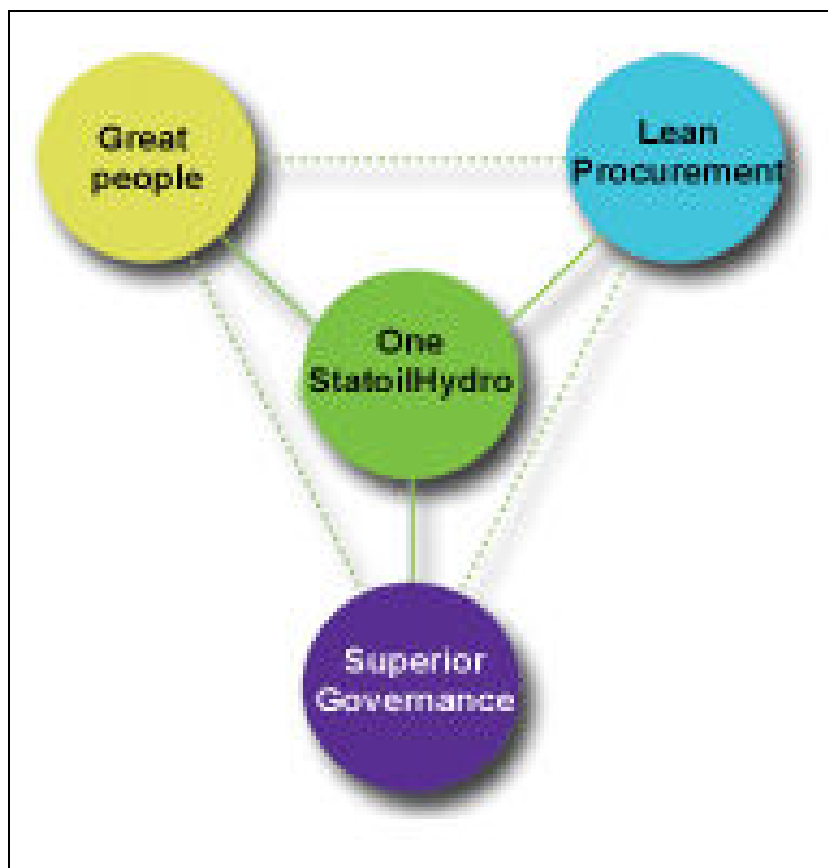 Great
people
Lean
Procurement
One
StatoilHydro
Superior
Governance